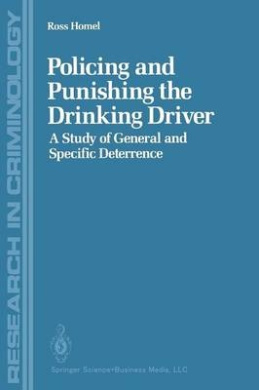 RESEARCH IN CRIMINOLOGY
Ross Homel
Policing and
Punishing the
Drinking Driver
A Study of General and
Specific Deterrence
Springer Science+Business Media, LLC